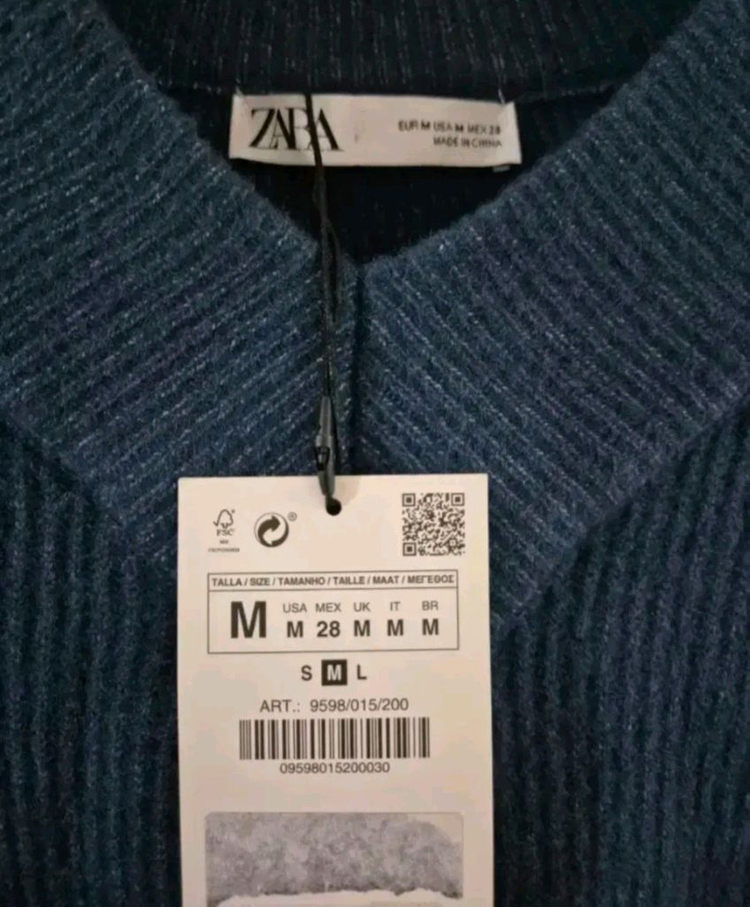 ZARA
EUR M USA M MEX 28
MADE IN CHINA
FSC
®
TALLA / SIZE / TAMANHO / TAILLE / MAAT / ΜΕΓΕΘΟΣ
USA MEX UK IT BR
M M 28 M M M
S M L
ART.: 9598/015/200
09598015200030